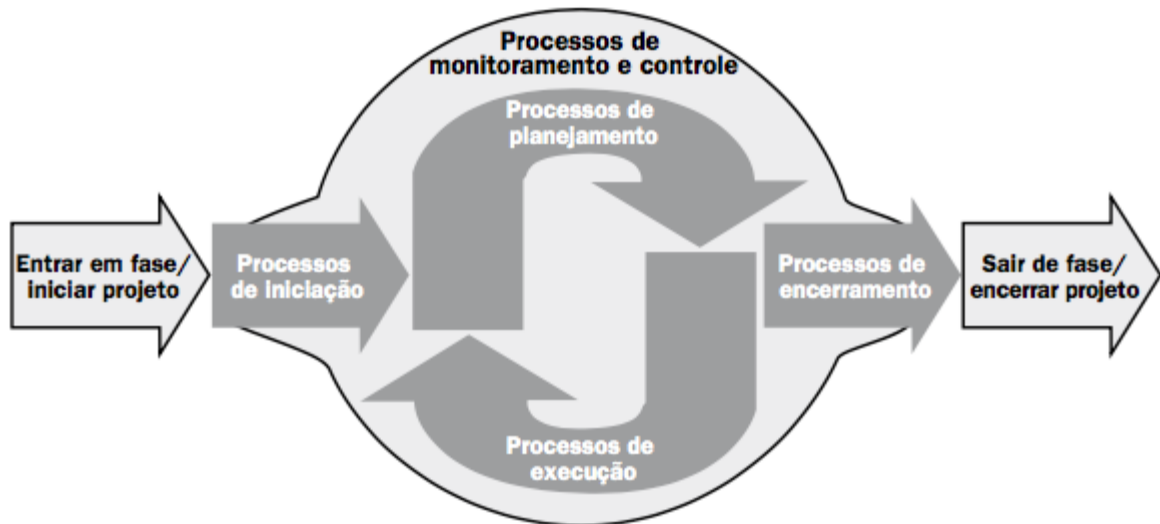 Processos de
monitoramento e controle
Processos de
planejamento
Entrar em fase/
iniciar projeto
Processos
de iniciação
Processos de
encerramento
Sair de fase/
encerrar projeto
Processos de
execução